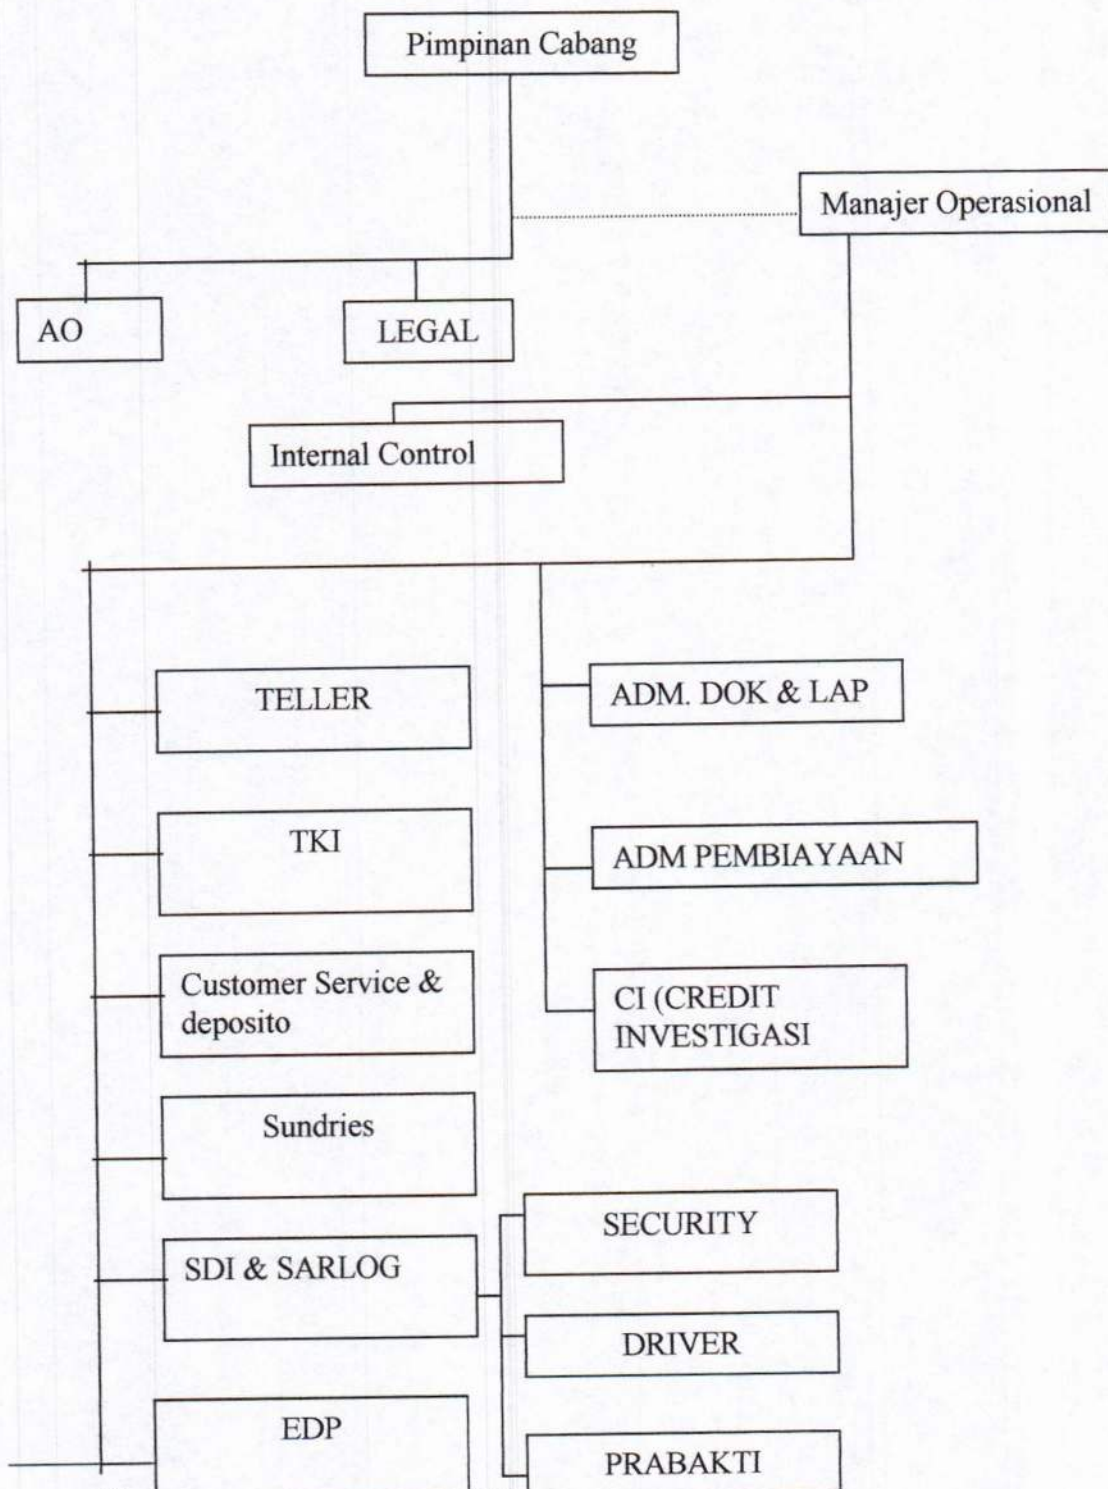 Pimpinan Cabang
Manajer Operasional
AO
LEGAL
Internal Control
TELLER
ADM. DOK & LAP
TKI
ADM PEMBIAYAAN
Customer Service &
deposito
CI (CREDIT
INVESTIGASI
Sundries
SECURITY
SDI & SARLOG
DRIVER
EDP
PRABAKTI